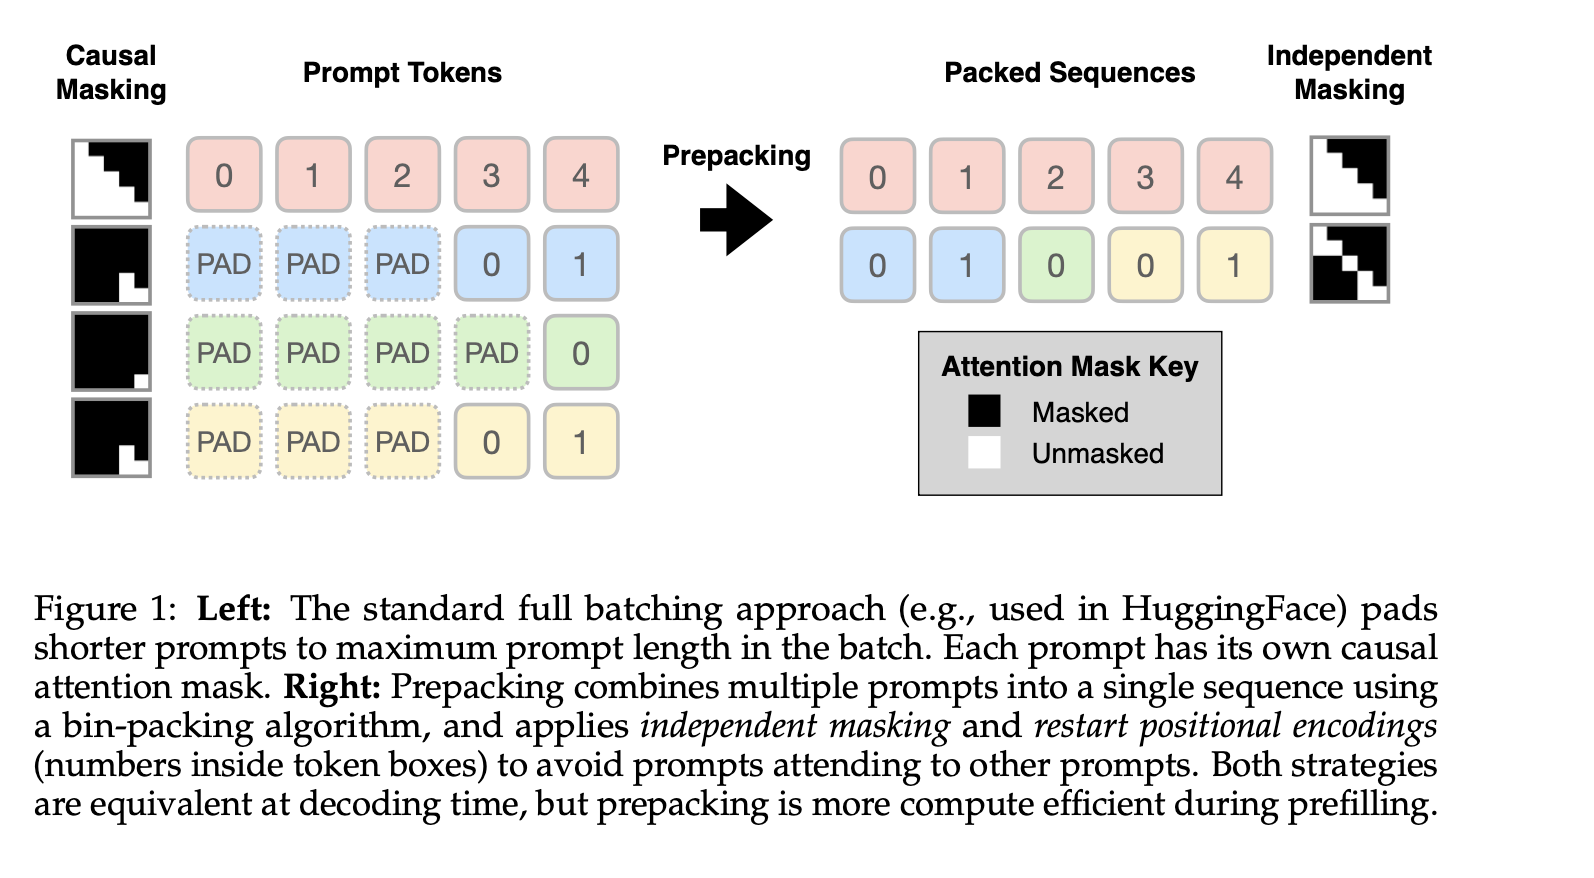 Causal
Masking
Prompt Tokens
Packed Sequences
Independent
Masking
Prepacking
0 1 2 3 4
PAD PAD PAD 0 1
PAD PAD PAD PAD 0
PAD PAD PAD 0 1
0 1 2 3 4
0 1 0 0 1
Attention Mask Key
Masked
Unmasked
Figure 1: Left: The standard full batching approach (e.g., used in HuggingFace) pads
shorter prompts to maximum prompt length in the batch. Each prompt has its own causal
attention mask. Right: Prepacking combines multiple prompts into a single sequence using
a bin-packing algorithm, and applies independent masking and restart positional encodings
(numbers inside token boxes) to avoid prompts attending to other prompts. Both strategies
are equivalent at decoding time, but prepacking is more compute efficient during prefilling.